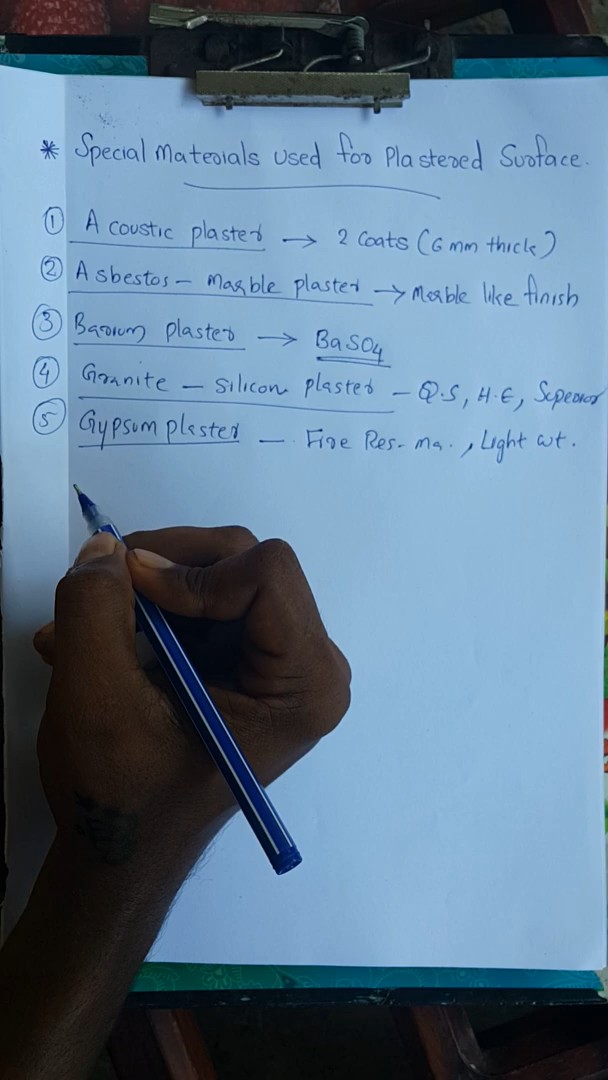 * Special Materials used for Plastered Surface.
① Acoustic plaster → 2 Coats (6 mm thick)
② Asbestos - Marble plaster → Marble like finish
③ Barium plaster → BaSO4
④ Granite - Silicon plaster - Q.S, H.E, Superior
⑤ Gypsum plaster - Fire Res. ma., Light wt.